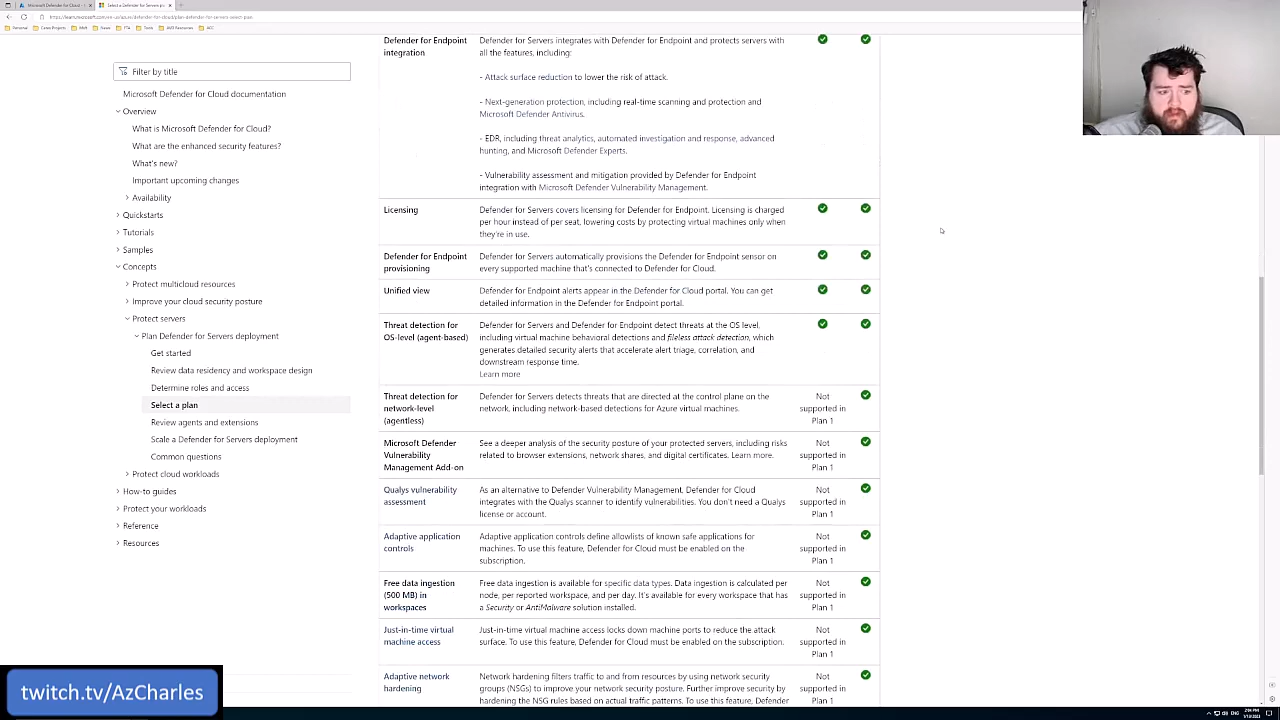 Microsoft Defender for Cloud
Select a Defender for Servers plan
Personal
News
FTA
Tools
AVD Resources
ACC
Filter by title
Microsoft Defender for Cloud documentation
Overview
What is Microsoft Defender for Cloud?
What are the enhanced security features?
What's new?
Important upcoming changes
Availability
Quickstarts
Tutorials
Samples
Concepts
Protect multicloud resources
Improve your cloud security posture
Protect servers
Plan Defender for Servers deployment
Get started
Review data residency and workspace design
Determine roles and access
Select a plan
Review agents and extensions
Scale a Defender for Servers deployment
Common questions
Protect cloud workloads
How-to guides
Protect your workloads
Reference
Resources
Defender for Endpoint
integration
Defender for Servers integrates with Defender for Endpoint and protects servers with
all the features, including:
- Attack surface reduction to lower the risk of attack.
- Next-generation protection, including real-time scanning and protection and
Microsoft Defender Antivirus.
- EDR, including threat analytics, automated investigation and response, advanced
hunting, and Microsoft Defender Experts.
- Vulnerability assessment and mitigation provided by Defender for Endpoint
integration with Microsoft Defender Vulnerability Management.
Licensing
Defender for Servers covers licensing for Defender for Endpoint. Licensing is charged
per hour instead of per seat, lowering costs by protecting virtual machines only when
they're in use.
Defender for Endpoint
provisioning
Defender for Servers automatically provisions the Defender for Endpoint sensor on
every supported machine that's connected to Defender for Cloud.
Unified view
Defender for Endpoint alerts appear in the Defender for Cloud portal. You can get
detailed information in the Defender for Endpoint portal.
Threat detection for
OS-level (agent-based)
Defender for Servers and Defender for Endpoint detect threats at the OS level,
including virtual machine behavioral detections and fileless attack detection, which
generates detailed security alerts that accelerate alert triage, correlation, and
downstream response time.
Learn more
Threat detection for
network-level
(agentless)
Defender for Servers detects threats that are directed at the control plane on the
network, including network-based detections for Azure virtual machines.
Not
supported in
Plan 1
Microsoft Defender
Vulnerability
Management Add-on
See a deeper analysis of the security posture of your protected servers, including risks
related to browser extensions, network shares, and digital certificates. Learn more.
Not
supported in
Plan 1
Qualys vulnerability
assessment
As an alternative to Defender Vulnerability Management, Defender for Cloud
integrates with the Qualys scanner to identify vulnerabilities. You don't need a Qualys
license or account.
Not
supported in
Plan 1
Adaptive application
controls
Adaptive application controls define allowlists of known safe applications for
machines. To use this feature, Defender for Cloud must be enabled on the
subscription.
Not
supported in
Plan 1
Free data ingestion
(500 MB) in
workspaces
Free data ingestion is available for specific data types. Data ingestion is calculated per
node, per reported workspace, and per day. It's available for every workspace that has
a Security or AntiMalware solution installed.
Not
supported in
Plan 1
Just-in-time virtual
machine access
Just-in-time virtual machine access locks down machine ports to reduce the attack
surface. To use this feature, Defender for Cloud must be enabled on the subscription.
Not
supported in
Plan 1
Adaptive network
hardening
Network hardening filters traffic to and from resources by using network security
groups (NSGs) to improve your network security posture. Further improve security by
hardening the NSG rules based on actual traffic patterns. To use this feature, Defender
Not
supported in
Plan 1
twitch.tv/AzCharles
ENG